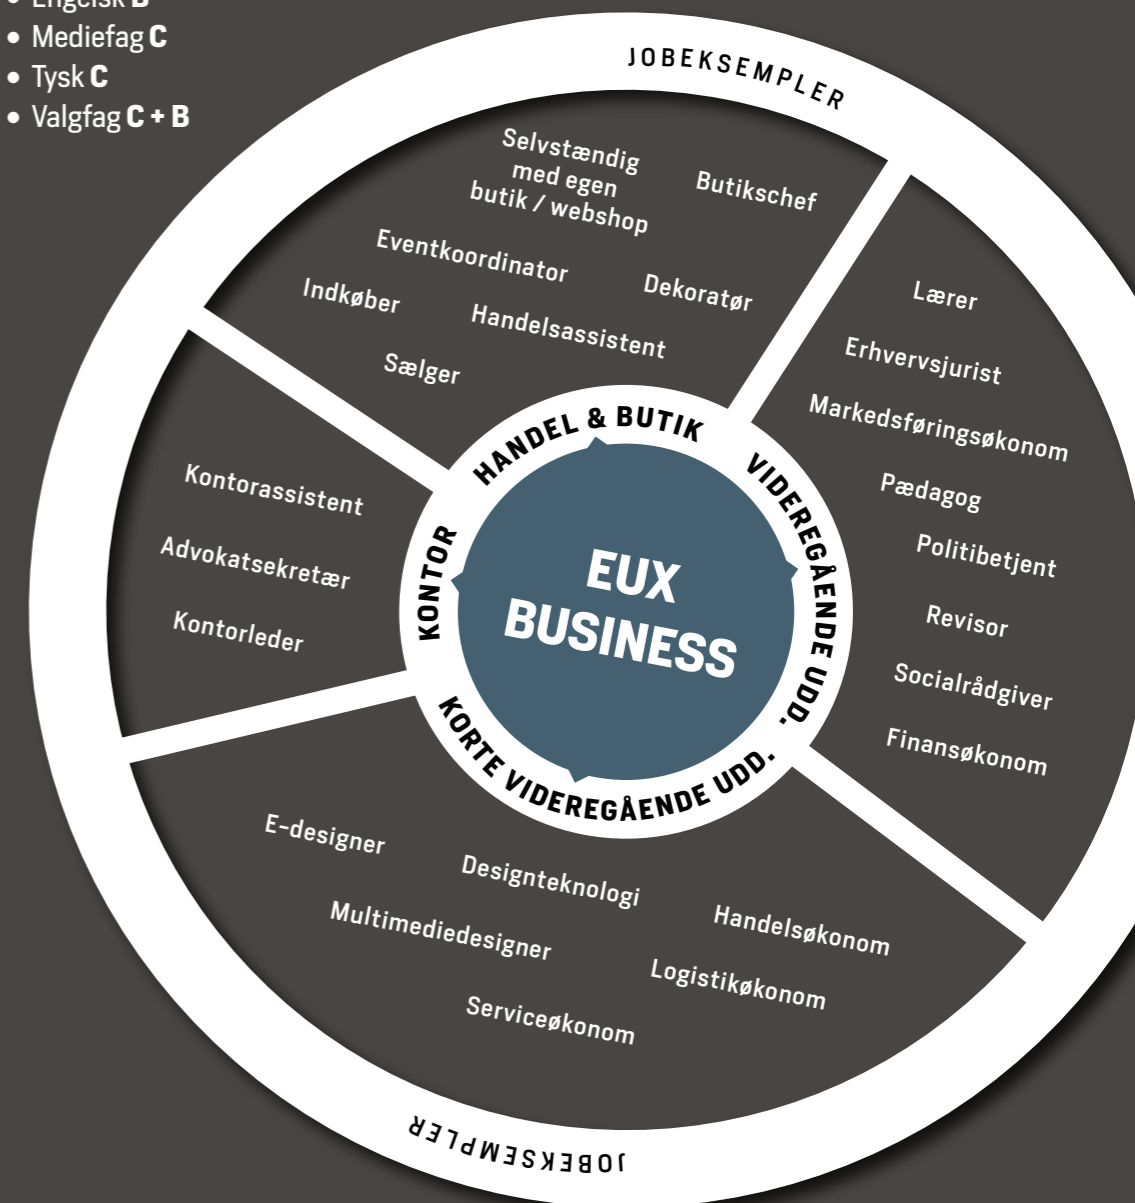 • Engelsk B
• Mediefag C
• Tysk C
• Valgfag C + B
JOBEKSEMPLER
Selvstændig
med egen
butik / webshop
Butikschef
Eventkoordinator
Dekoratør
Indkøber
Handelsassistent
Sælger
Lærer
Erhvervsjurist
Markedsføringsøkonom
Pædagog
Politibetjent
Revisor
Socialrådgiver
Finansøkonom
Kontorassistent
Advokatsekretær
Kontorleder
HANDEL & BUTIK
VIDEREGÅENDE UDD.
KONTOR
KORTE VIDEREGÅENDE UDD.
EUX
BUSINESS
E-designer
Designteknologi
Handelsøkonom
Multimediedesigner
Logistikøkonom
Serviceøkonom
JOBEKSEMPLER